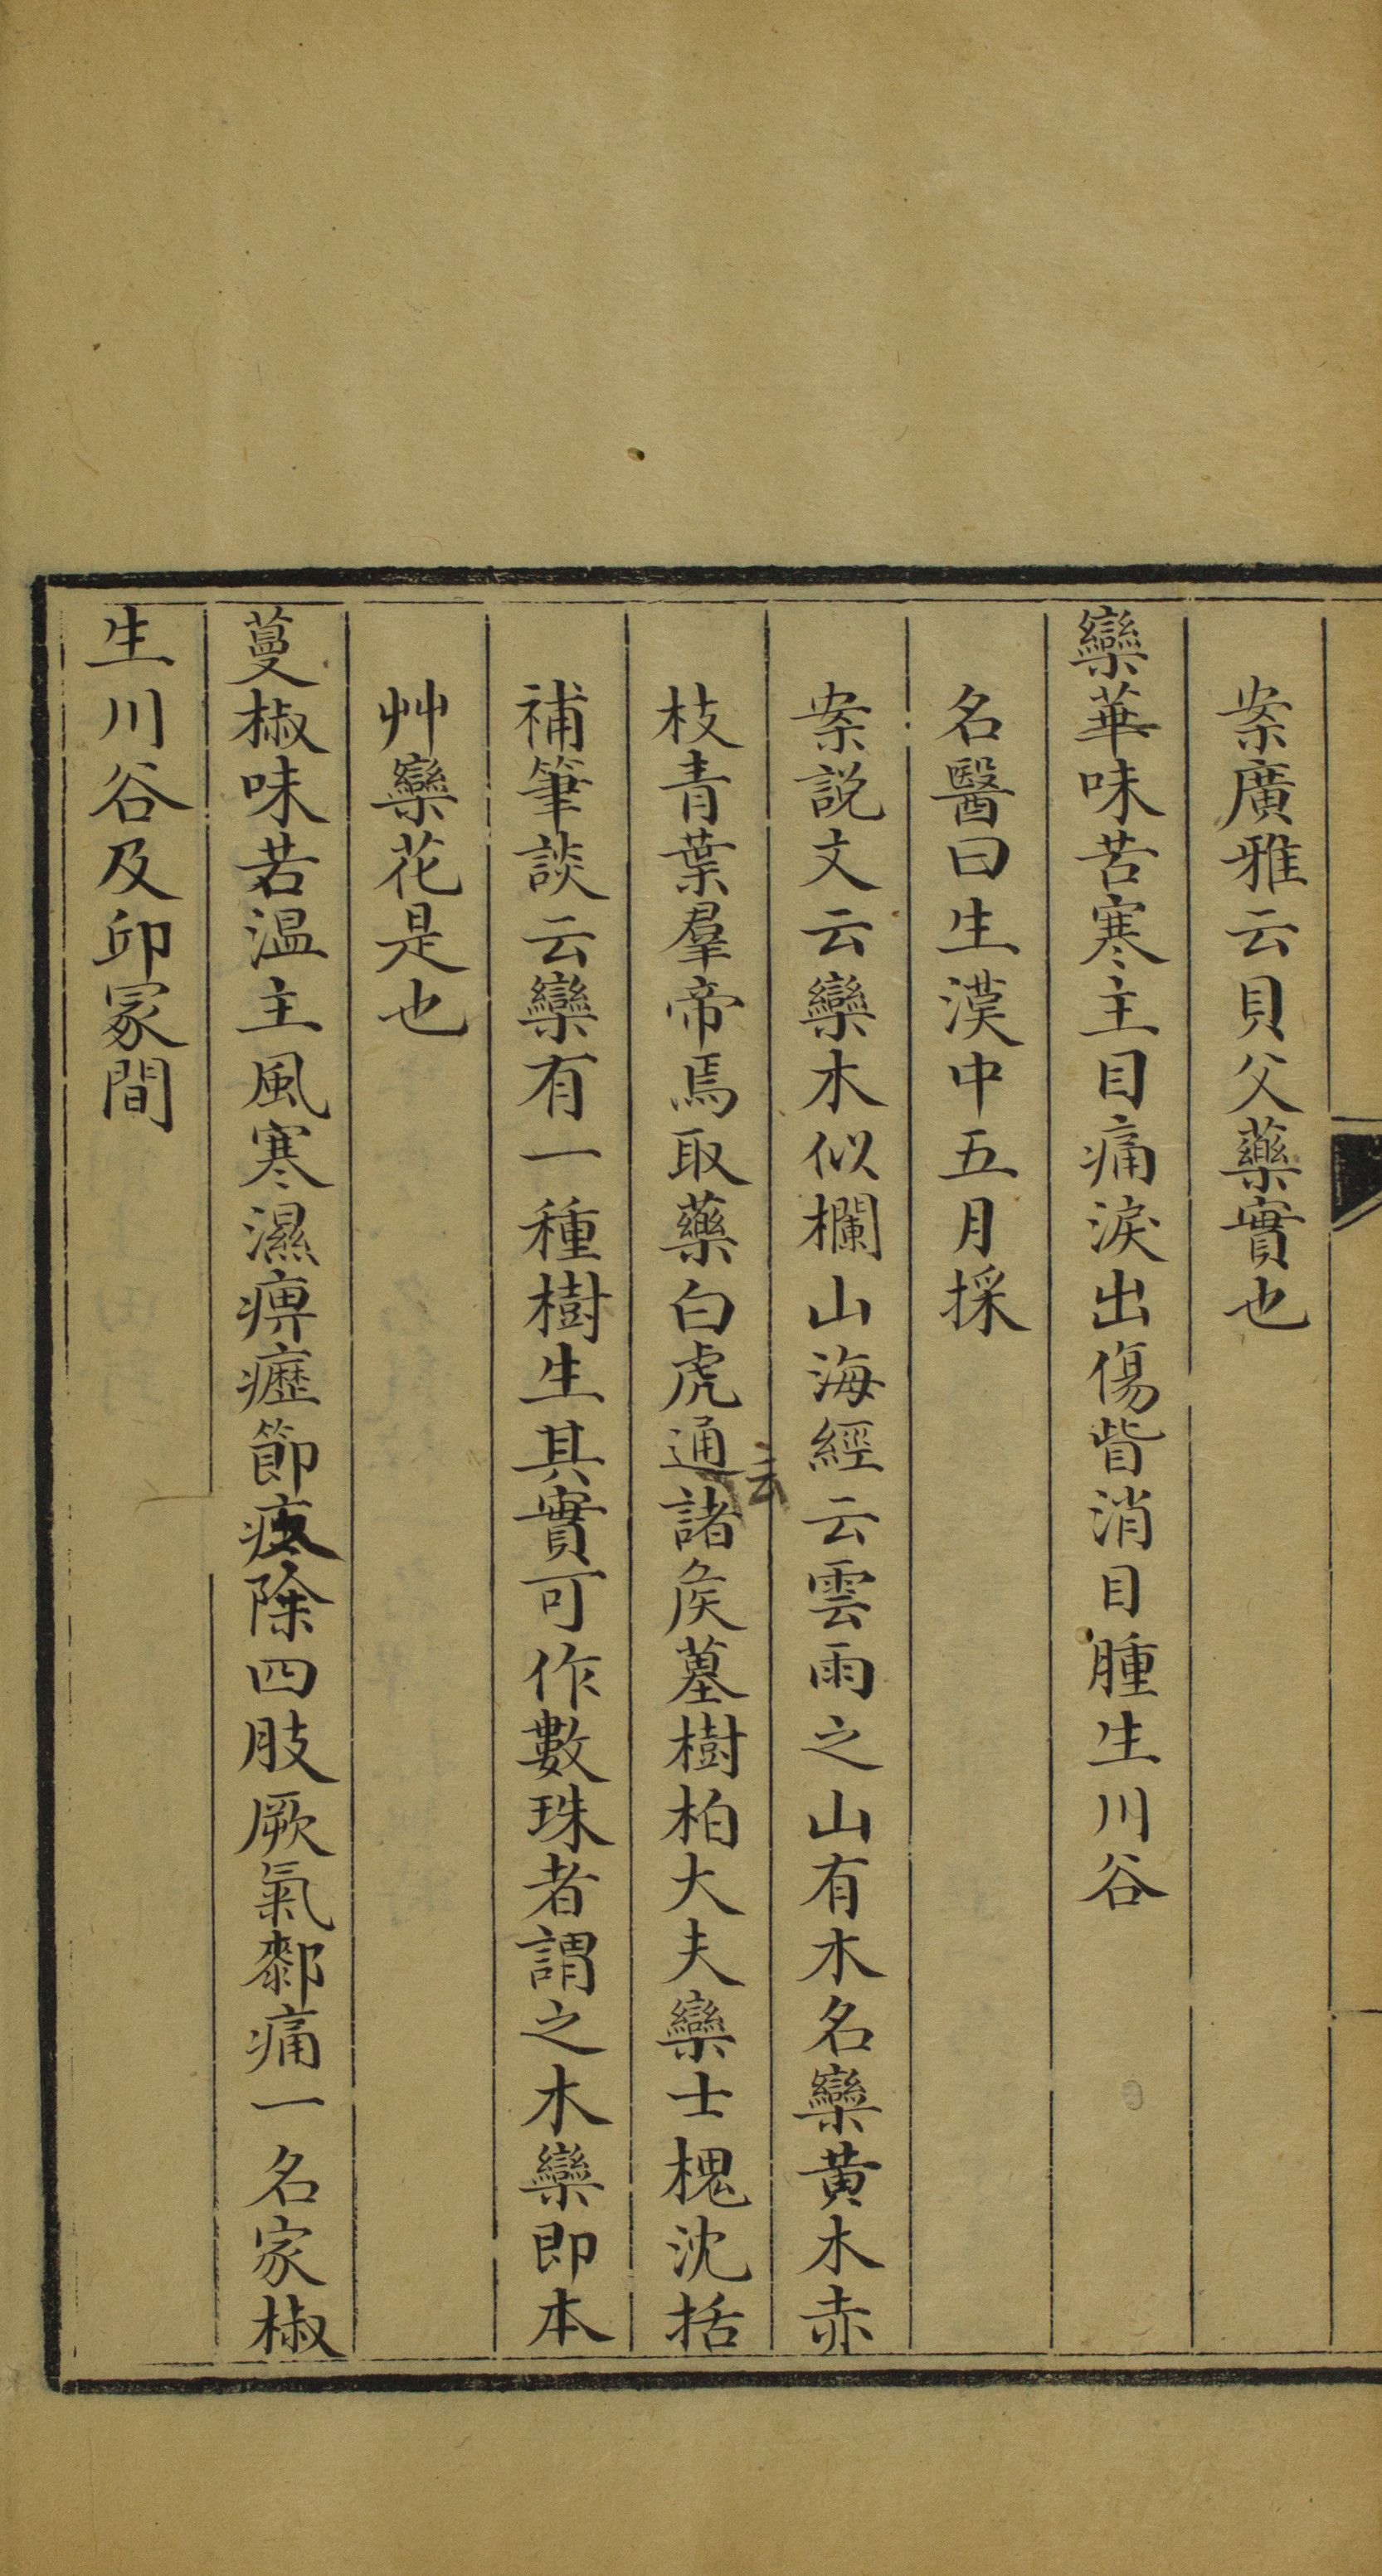 案廣雅云貝父藥實也
欒華味苦寒主目痛淚出傷眥消目腫生川谷
名醫曰生漢中五月採
案說文云欒木似欄山海經云雲雨之山有木名欒黃木赤
枝青葉羣帝焉取藥白虎通云諸矦墓樹柏大夫欒士槐沈括
補筆談云欒有一種樹生其實可作數珠者謂之木欒即本
艸欒花是也
蔓椒味若温主風寒濕痹癧節疼除四肢厥氣厀痛一名家椒
生川谷及卭冢間